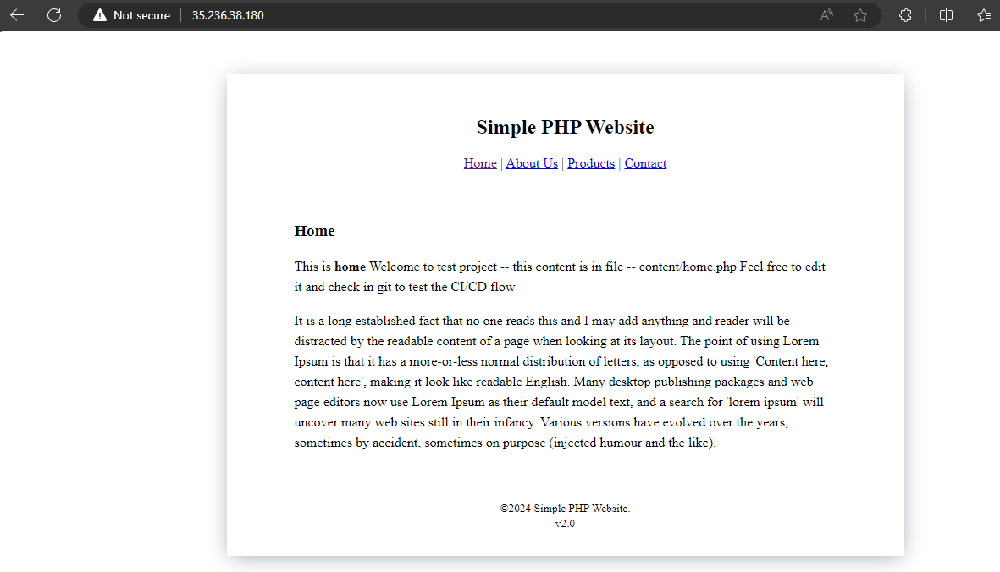 Not secure 35.236.38.180
Simple PHP Website
Home | About Us | Products | Contact
Home
This is home Welcome to test project -- this content is in file -- content/home.php Feel free to edit
it and check in git to test the CI/CD flow
It is a long established fact that no one reads this and I may add anything and reader will be
distracted by the readable content of a page when looking at its layout. The point of using Lorem
Ipsum is that it has a more-or-less normal distribution of letters, as opposed to using 'Content here,
content here', making it look like readable English. Many desktop publishing packages and web
page editors now use Lorem Ipsum as their default model text, and a search for 'lorem ipsum' will
uncover many web sites still in their infancy. Various versions have evolved over the years,
sometimes by accident, sometimes on purpose (injected humour and the like).
©2024 Simple PHP Website.
v2.0